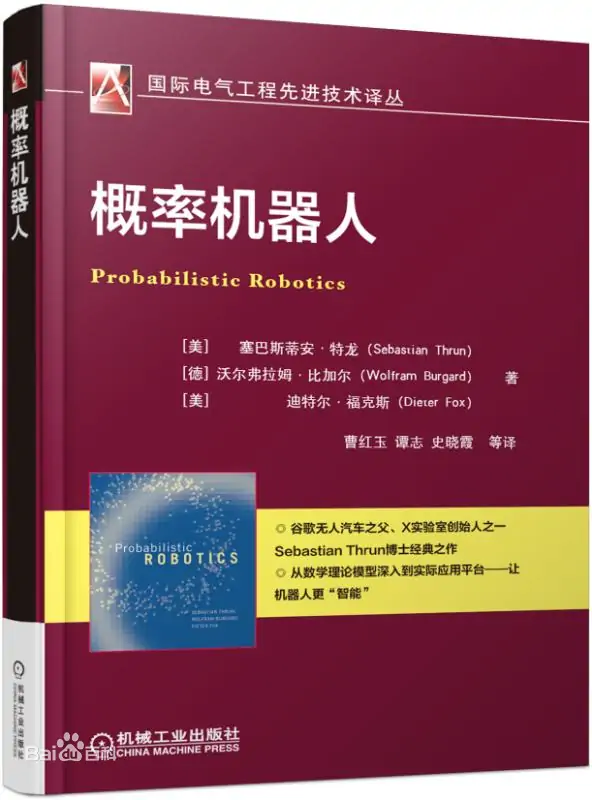 国际电气工程先进技术译丛
概率机器人
Probabilistic Robotics
[美] 塞巴斯蒂安·特龙（Sebastian Thrun）
[德] 沃尔弗拉姆·比加尔（Wolfram Burgard） 著
[美] 迪特尔·福克斯（Dieter Fox）
曹红玉 谭志 史晓霞 等译
Probabilistic
ROBOTICS
SEBASTIAN THRUN
WOLFRAM BURGARD
DIETER FOX
◎ 谷歌无人汽车之父、X实验室创始人之一
Sebastian Thrun博士经典之作
◎ 从数学理论模型深入到实际应用平台——让
机器人更“智能”
机械工业出版社
CHINA MACHINE PRESS
概率机器人
机械工业出版社
Bai百科